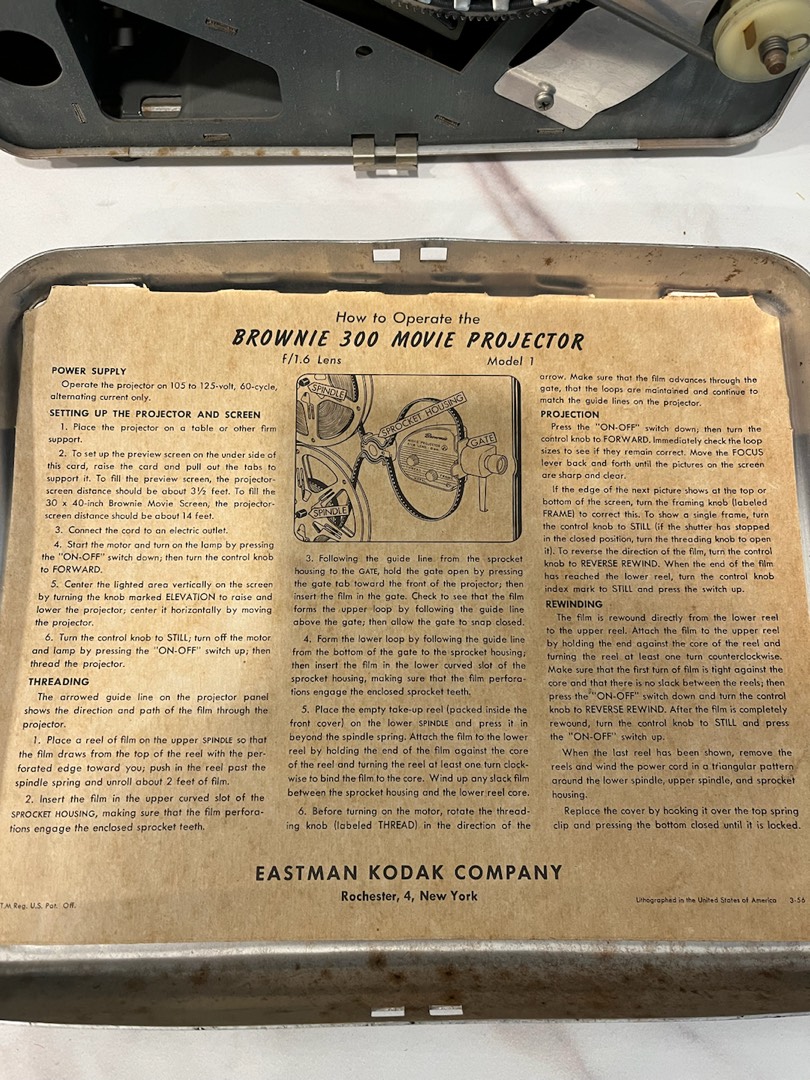 How to Operate the
BROWNIE 300 MOVIE PROJECTOR
f/1.6 Lens Model 1
POWER SUPPLY
Operate the projector on 105 to 125-volt, 60-cycle,
alternating current only.
SETTING UP THE PROJECTOR AND SCREEN
1. Place the projector on a table or other firm
support.
2. To set up the preview screen on the under side of
this card, raise the card and pull out the tabs to
support it. To fill the preview screen, the projector-
screen distance should be about 3½ feet. To fill the
30 x 40-inch Brownie Movie Screen, the projector-
screen distance should be about 14 feet.
3. Connect the cord to an electric outlet.
4. Start the motor and turn on the lamp by pressing
the "ON-OFF" switch down; then turn the control knob
to FORWARD.
5. Center the lighted area vertically on the screen
by turning the knob marked ELEVATION to raise and
lower the projector; center it horizontally by moving
the projector.
6. Turn the control knob to STILL; turn off the motor
and lamp by pressing the "ON-OFF" switch up; then
thread the projector.
THREADING
The arrowed guide line on the projector panel
shows the direction and path of the film through the
projector.
1. Place a reel of film on the upper SPINDLE so that
the film draws from the top of the reel with the per-
forated edge toward you; push in the reel past the
spindle spring and unroll about 2 feet of film.
2. Insert the film in the upper curved slot of the
SPROCKET HOUSING, making sure that the film perfora-
tions engage the enclosed sprocket teeth.
SPINDLE
SPROCKET HOUSING
GATE
Brownie
SPINDLE
3. Following the guide line from the sprocket
housing to the GATE, hold the gate open by pressing
the gate tab toward the front of the projector; then
insert the film in the gate. Check to see that the film
forms the upper loop by following the guide line
above the gate; then allow the gate to snap closed.
4. Form the lower loop by following the guide line
from the bottom of the gate to the sprocket housing;
then insert the film in the lower curved slot of the
sprocket housing, making sure that the film perfora-
tions engage the enclosed sprocket teeth.
5. Place the empty take-up reel (packed inside the
front cover) on the lower SPINDLE and press it in
beyond the spindle spring. Attach the film to the lower
reel by holding the end of the film against the core
of the reel and turning the reel at least one turn clock-
wise to bind the film to the core. Wind up any slack film
between the sprocket housing and the lower reel core.
6. Before turning on the motor, rotate the thread-
ing knob (labeled THREAD) in the direction of the
arrow. Make sure that the film advances through the
gate, that the loops are maintained and continue to
match the guide lines on the projector.
PROJECTION
Press the "ON-OFF" switch down; then turn the
control knob to FORWARD. Immediately check the loop
sizes to see if they remain correct. Move the FOCUS
lever back and forth until the pictures on the screen
are sharp and clear.
If the edge of the next picture shows at the top or
bottom of the screen, turn the framing knob (labeled
FRAME) to correct this. To show a single frame, turn
the control knob to STILL (if the shutter has stopped
in the closed position, turn the threading knob to open
it). To reverse the direction of the film, turn the control
knob to REVERSE REWIND. When the end of the film
has reached the lower reel, turn the control knob
index mark to STILL and press the switch up.
REWINDING
The film is rewound directly from the lower reel
to the upper reel. Attach the film to the upper reel
by holding the end against the core of the reel and
turning the reel at least one turn counterclockwise.
Make sure that the first turn of film is tight against the
core and that there is no slack between the reels; then
press the "ON-OFF" switch down and turn the control
knob to REVERSE REWIND. After the film is completely
rewound, turn the control knob to STILL and press
the "ON-OFF" switch up.
When the last reel has been shown, remove the
reels and wind the power cord in a triangular pattern
around the lower spindle, upper spindle, and sprocket
housing.
Replace the cover by hooking it over the top spring
clip and pressing the bottom closed until it is locked.
EASTMAN KODAK COMPANY
Rochester, 4, New York
T.M. Reg. U.S. Pat. Off.
Lithographed in the United States of America 3-56